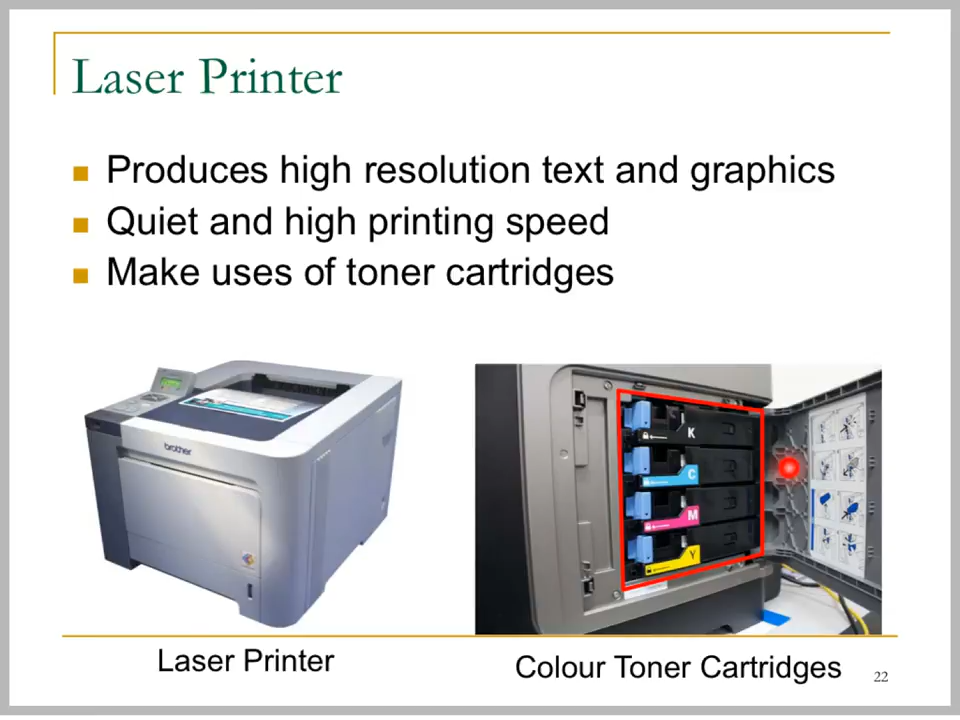 Laser Printer
Produces high resolution text and graphics
Quiet and high printing speed
Make uses of toner cartridges
brother
K
C
M
Y
Laser Printer
Colour Toner Cartridges
22